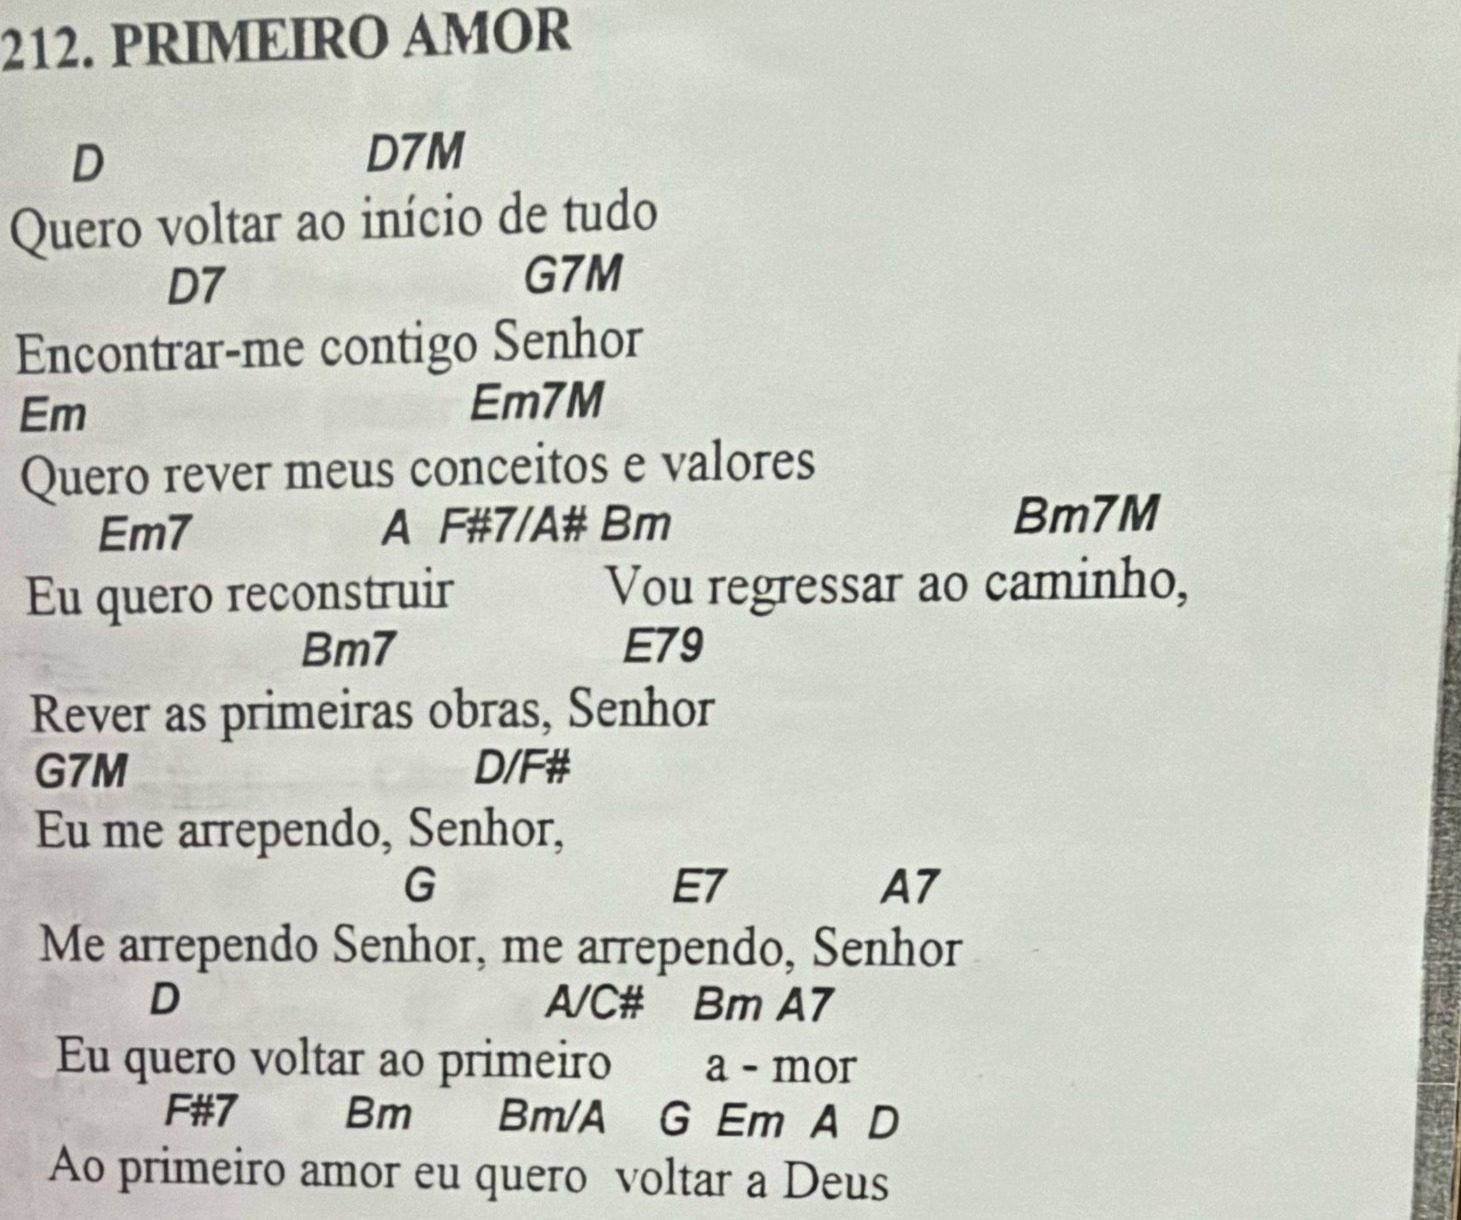 212. PRIMEIRO AMOR
D D7M
Quero voltar ao início de tudo
D7 G7M
Encontrar-me contigo Senhor
Em Em7M
Quero rever meus conceitos e valores
Em7 A F#7/A# Bm Bm7M
Eu quero reconstruir Vou regressar ao caminho,
Bm7 E79
Rever as primeiras obras, Senhor
G7M D/F#
Eu me arrependo, Senhor,
G E7 A7
Me arrependo Senhor, me arrependo, Senhor
D A/C# Bm A7
Eu quero voltar ao primeiro a - mor
F#7 Bm Bm/A G Em A D
Ao primeiro amor eu quero voltar a Deus